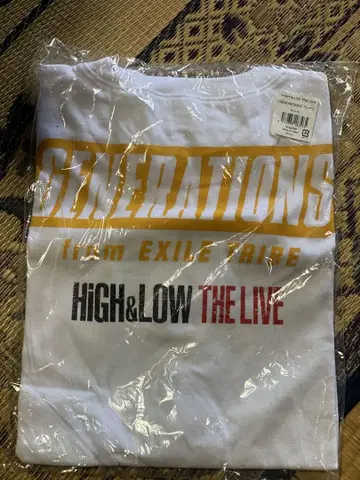 GENERATIONS
from EXILE TRIBE
HiGH&LOW THE LIVE